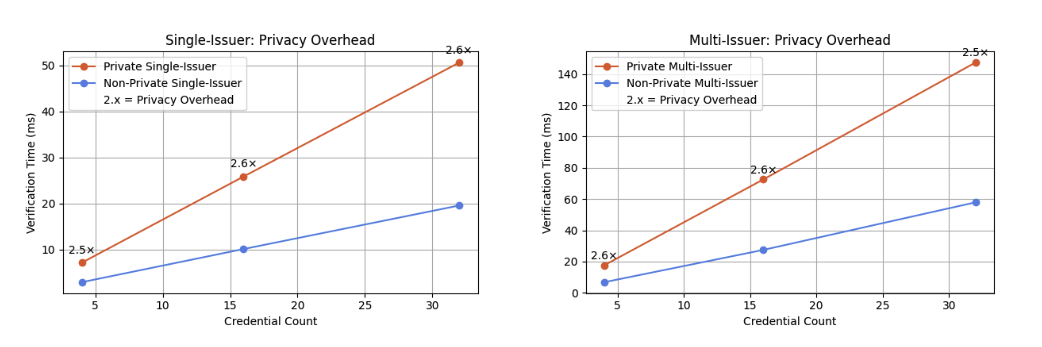 Single-Issuer: Privacy Overhead
2.6×
Private Single-Issuer
Non-Private Single-Issuer
2.x = Privacy Overhead
2.6×
2.5×
50
40
30
20
10
Verification Time (ms)
5
10
15
20
25
30
Credential Count
Multi-Issuer: Privacy Overhead
2.5×
Private Multi-Issuer
Non-Private Multi-Issuer
2.x = Privacy Overhead
2.6×
2.6×
140
120
100
80
60
40
20
0
Verification Time (ms)
5
10
15
20
25
30
Credential Count